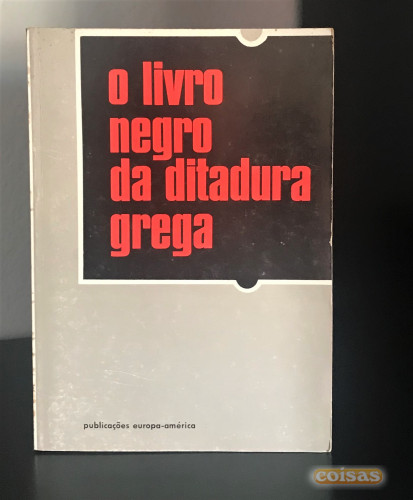 o livro
negro
da ditadura
grega
publicações europa-américa
coisas